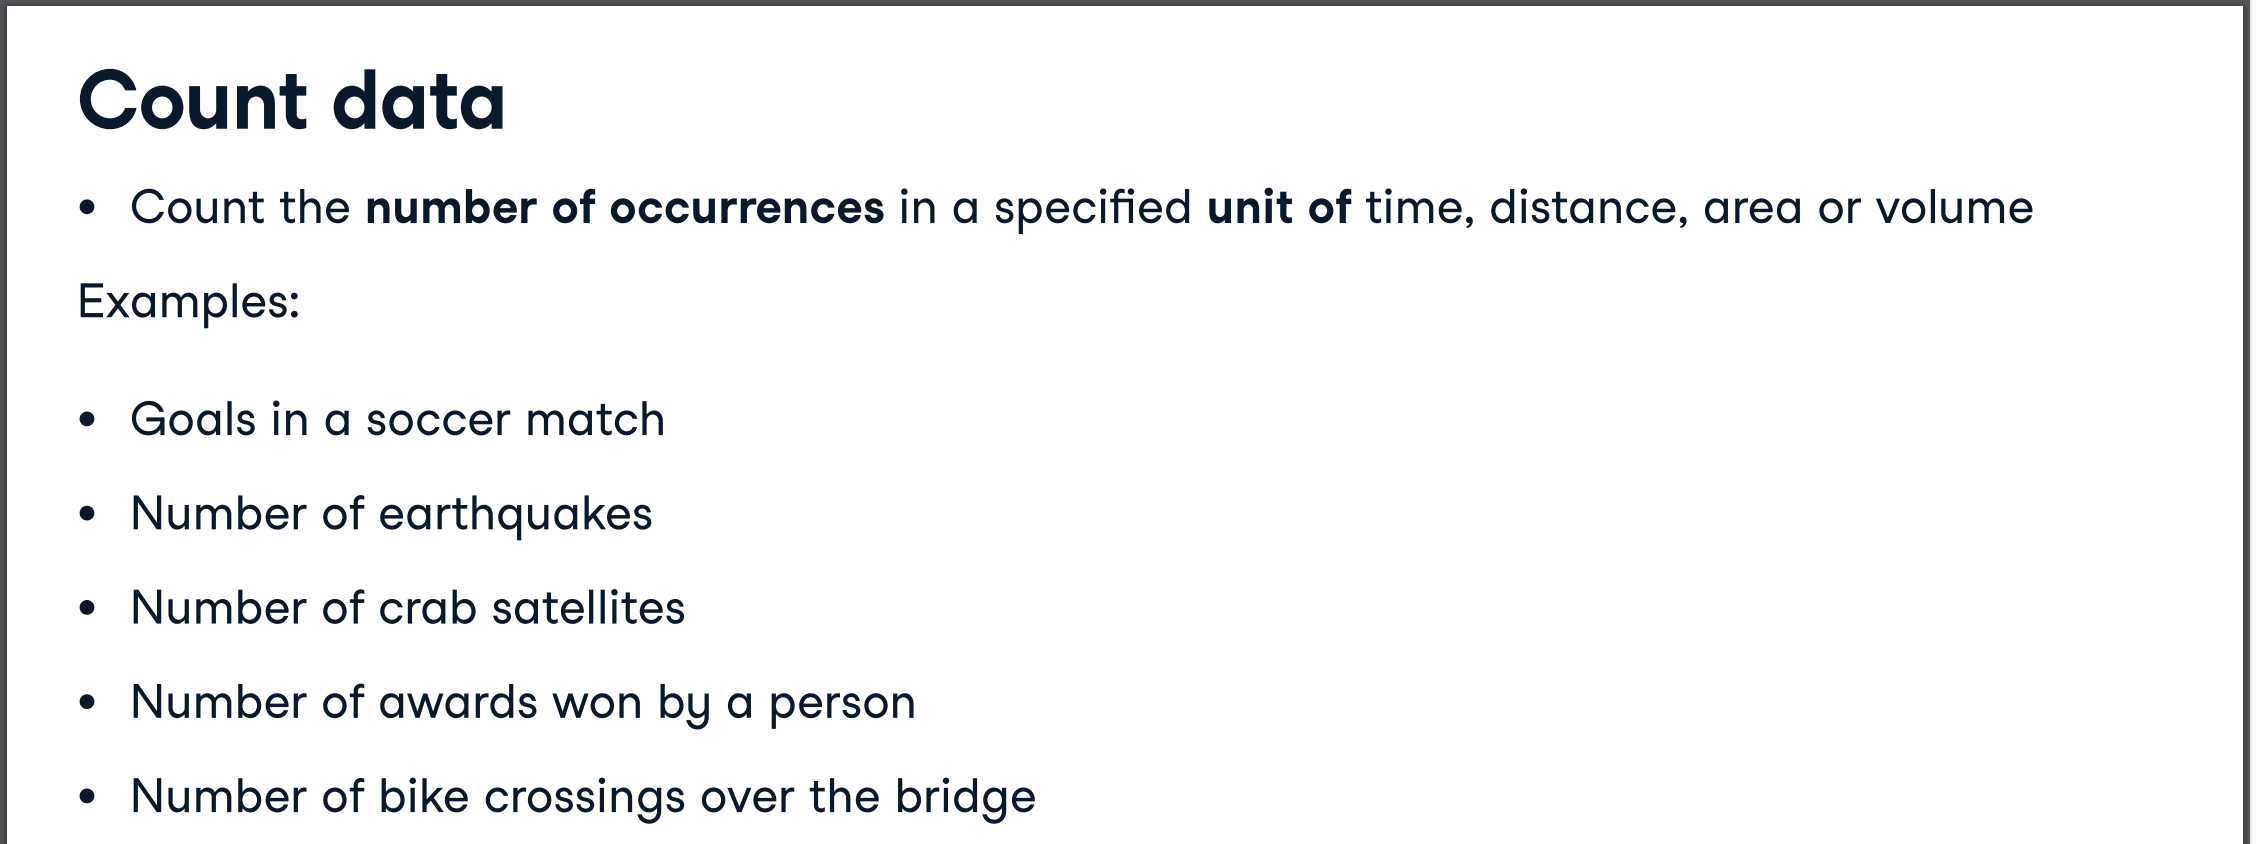 Count data
• Count the number of occurrences in a specified unit of time, distance, area or volume
Examples:
• Goals in a soccer match
• Number of earthquakes
• Number of crab satellites
• Number of awards won by a person
• Number of bike crossings over the bridge